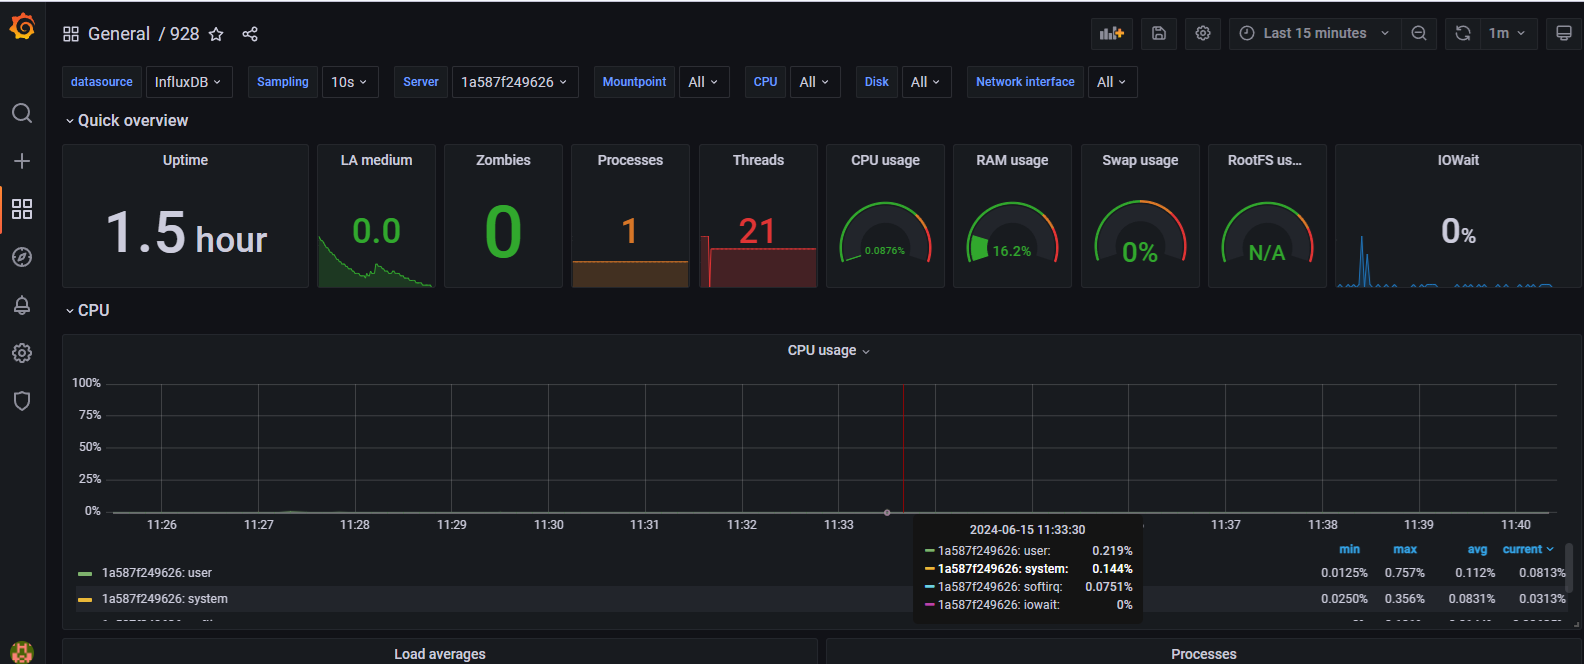 General / 928
Last 15 minutes
1m
datasource InfluxDB Sampling 10s Server 1a587f249626 Mountpoint All CPU All Disk All Network interface All
Quick overview
Uptime
1.5 hour
LA medium
0.0
Zombies
0
Processes
1
Threads
21
CPU usage
0.0876%
RAM usage
16.2%
Swap usage
0%
RootFS us...
N/A
IOWait
0%
CPU
CPU usage
100%
75%
50%
25%
0%
11:26 11:27 11:28 11:29 11:30 11:31 11:32 11:33 11:37 11:38 11:39 11:40
2024-06-15 11:33:30
1a587f249626: user: 0.219%
1a587f249626: system: 0.144%
1a587f249626: softirq: 0.0751%
1a587f249626: iowait: 0%
min max avg current
1a587f249626: user 0.0125% 0.757% 0.112% 0.0813%
1a587f249626: system 0.0250% 0.356% 0.0831% 0.0313%
Load averages
Processes